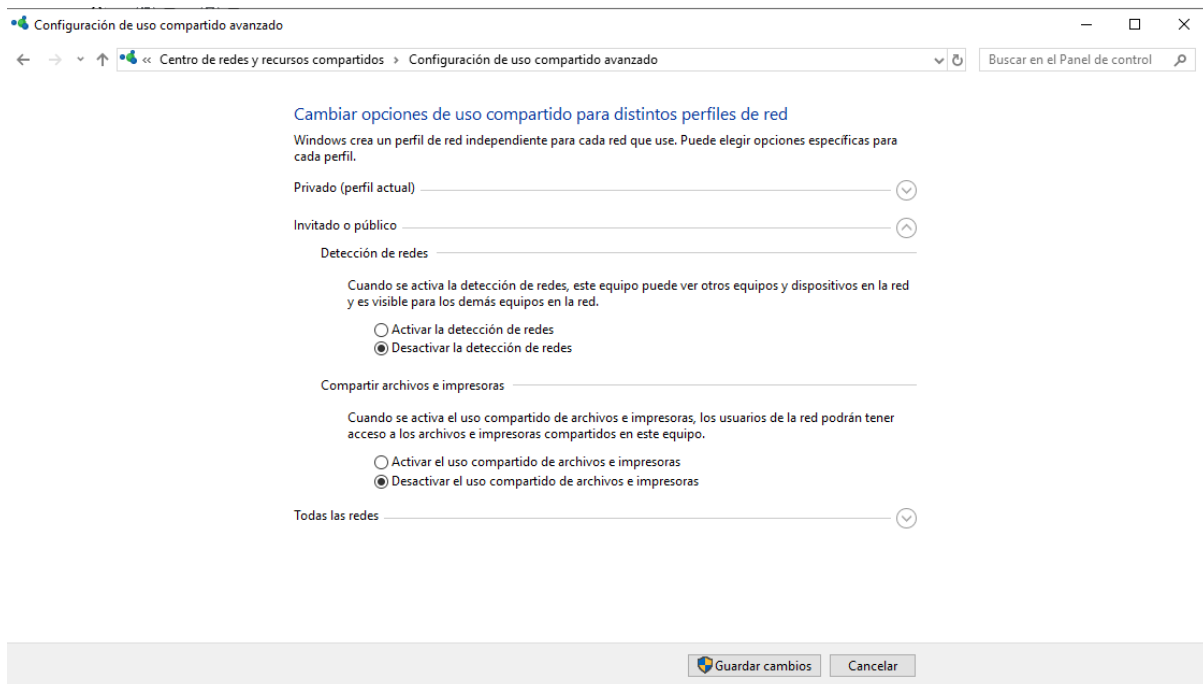 Configuración de uso compartido avanzado
« Centro de redes y recursos compartidos › Configuración de uso compartido avanzado
Buscar en el Panel de control
Cambiar opciones de uso compartido para distintos perfiles de red
Windows crea un perfil de red independiente para cada red que use. Puede elegir opciones específicas para
cada perfil.
Privado (perfil actual)
Invitado o público
Detección de redes
Cuando se activa la detección de redes, este equipo puede ver otros equipos y dispositivos en la red
y es visible para los demás equipos en la red.
Activar la detección de redes
Desactivar la detección de redes
Compartir archivos e impresoras
Cuando se activa el uso compartido de archivos e impresoras, los usuarios de la red podrán tener
acceso a los archivos e impresoras compartidos en este equipo.
Activar el uso compartido de archivos e impresoras
Desactivar el uso compartido de archivos e impresoras
Todas las redes
Guardar cambios
Cancelar